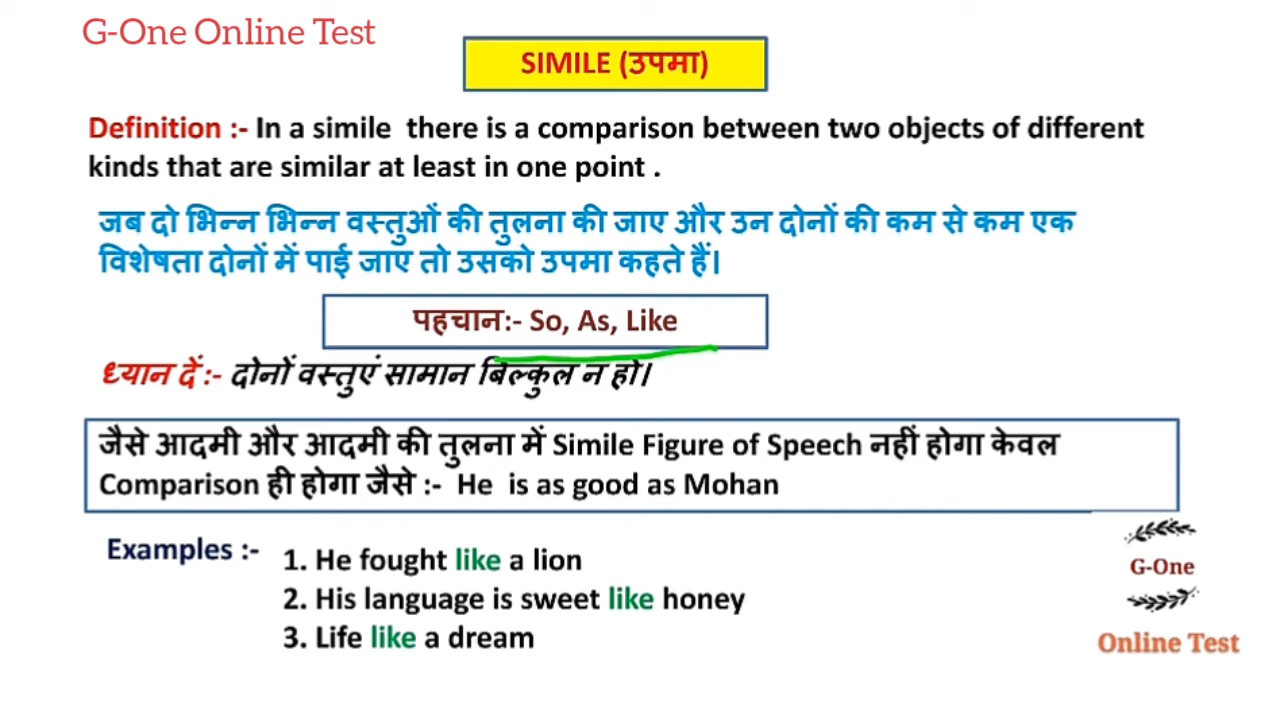 G-One Online Test
SIMILE (उपमा)
Definition :- In a simile there is a comparison between two objects of different
kinds that are similar at least in one point .
जब दो भिन्न भिन्न वस्तुओं की तुलना की जाए और उन दोनों की कम से कम एक
विशेषता दोनों में पाई जाए तो उसको उपमा कहते हैं।
पहचान:- So, As, Like
ध्यान दें :- दोनों वस्तुएं सामान बिल्कुल न हो।
जैसे आदमी और आदमी की तुलना में Simile Figure of Speech नहीं होगा केवल
Comparison ही होगा जैसे :- He is as good as Mohan
Examples :-
1. He fought like a lion
2. His language is sweet like honey
3. Life like a dream
G-One
Online Test